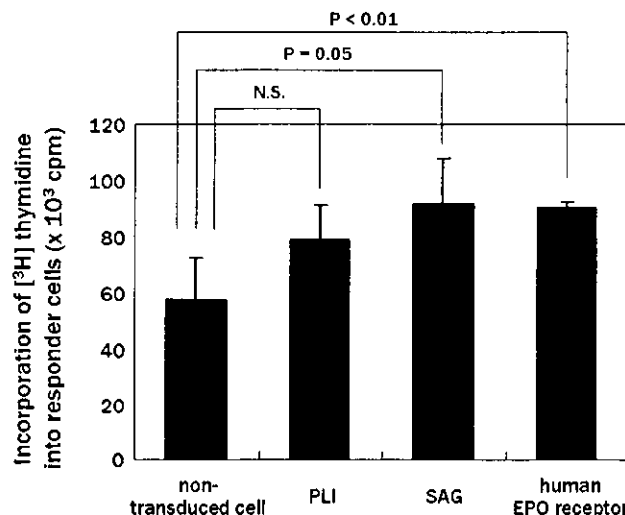 P < 0.01
P = 0.05
N.S.
Incorporation of [³H] thymidine
into responder cells (x 10³ cpm)
120
100
80
60
40
20
0
non-
transduced cell
PLI
SAG
human
EPO receptor